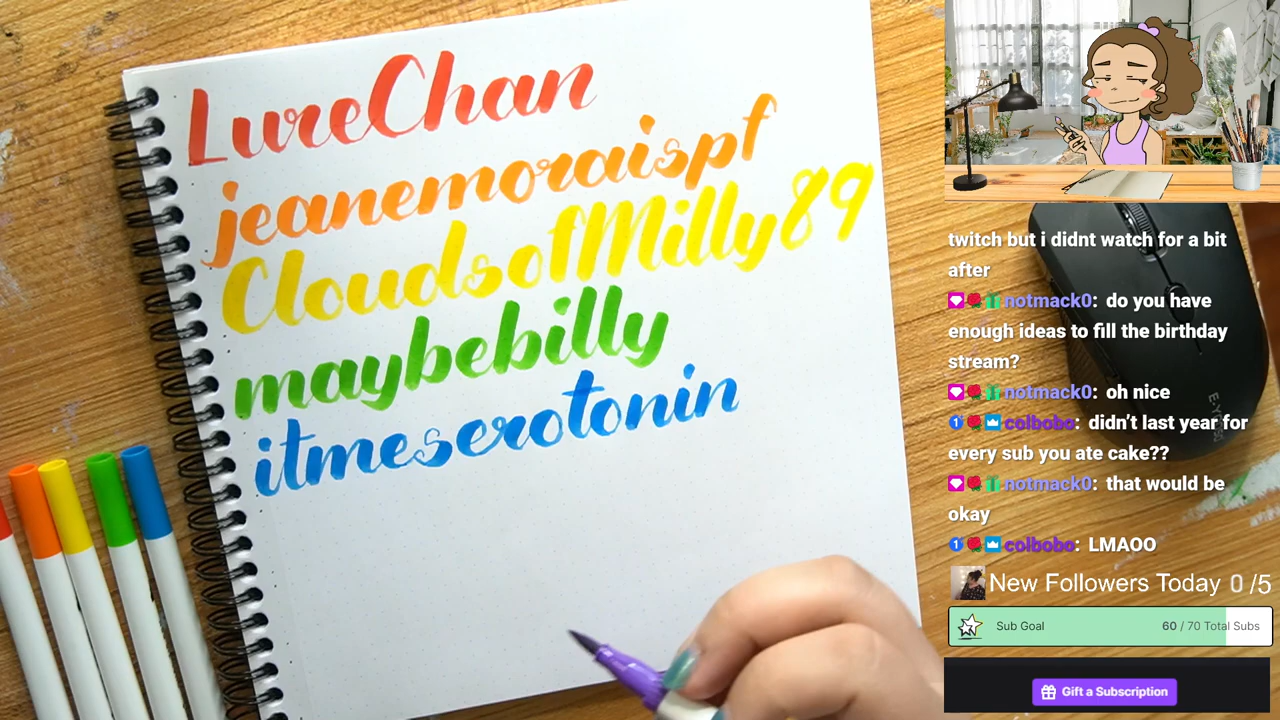 LureChan
jeanemoraispf
CloudsofMilly89
maybebilly
itmeserotonin
twitch but i didnt watch for a bit
after
notmack0: do you have
enough ideas to fill the birthday
stream?
notmack0: oh nice
1 colbobo: didn't last year for
every sub you ate cake??
notmack0: that would be
okay
1 colbobo: LMAOO
New Followers Today 0 /5
Sub Goal 60 / 70 Total Subs
Gift a Subscription